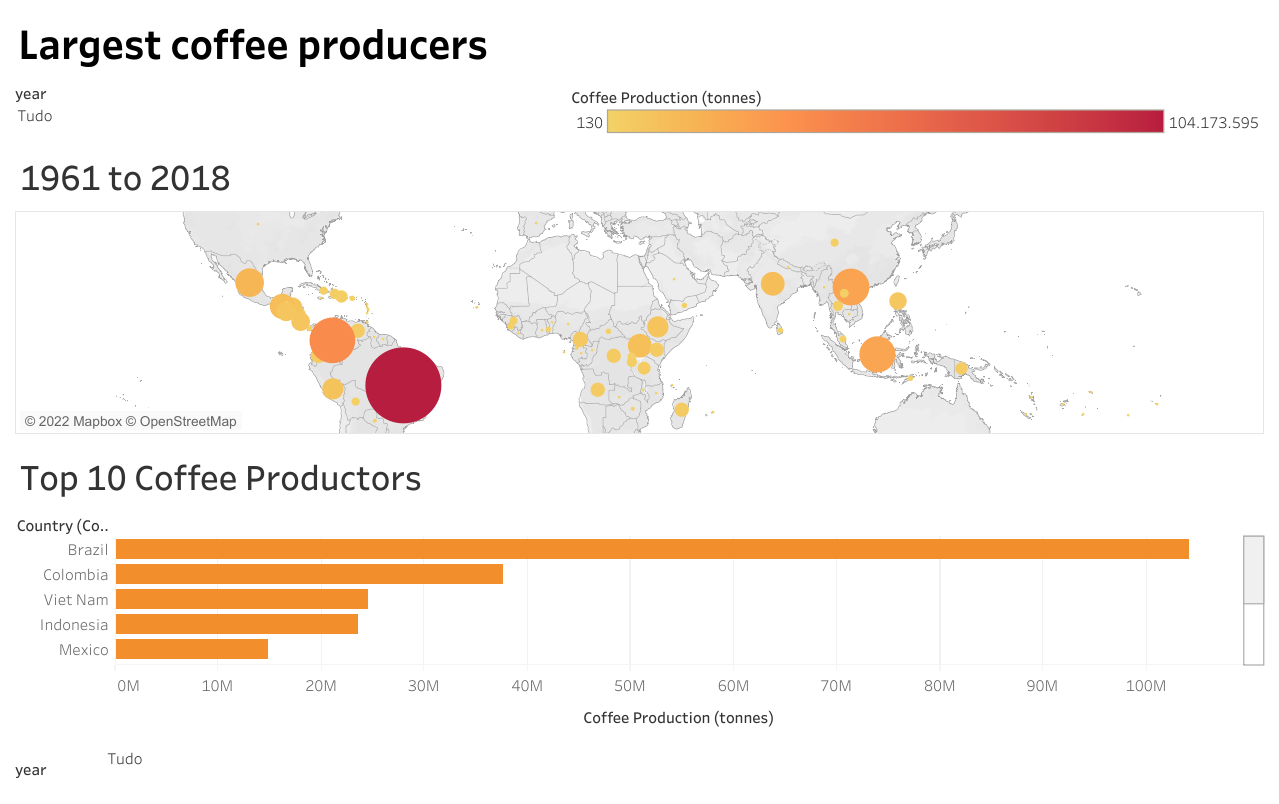 Largest coffee producers
year
Tudo
Coffee Production (tonnes)
130
104.173.595
1961 to 2018
© 2022 Mapbox © OpenStreetMap
Top 10 Coffee Productors
Country (Co..
Brazil
Colombia
Viet Nam
Indonesia
Mexico
0M 10M 20M 30M 40M 50M 60M 70M 80M 90M 100M
Coffee Production (tonnes)
Tudo
year